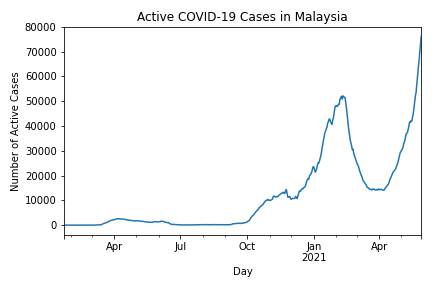 Active COVID-19 Cases in Malaysia
80000
70000
60000
50000
40000
30000
20000
10000
0
Number of Active Cases
Apr Jul Oct Jan Apr
2021
Day